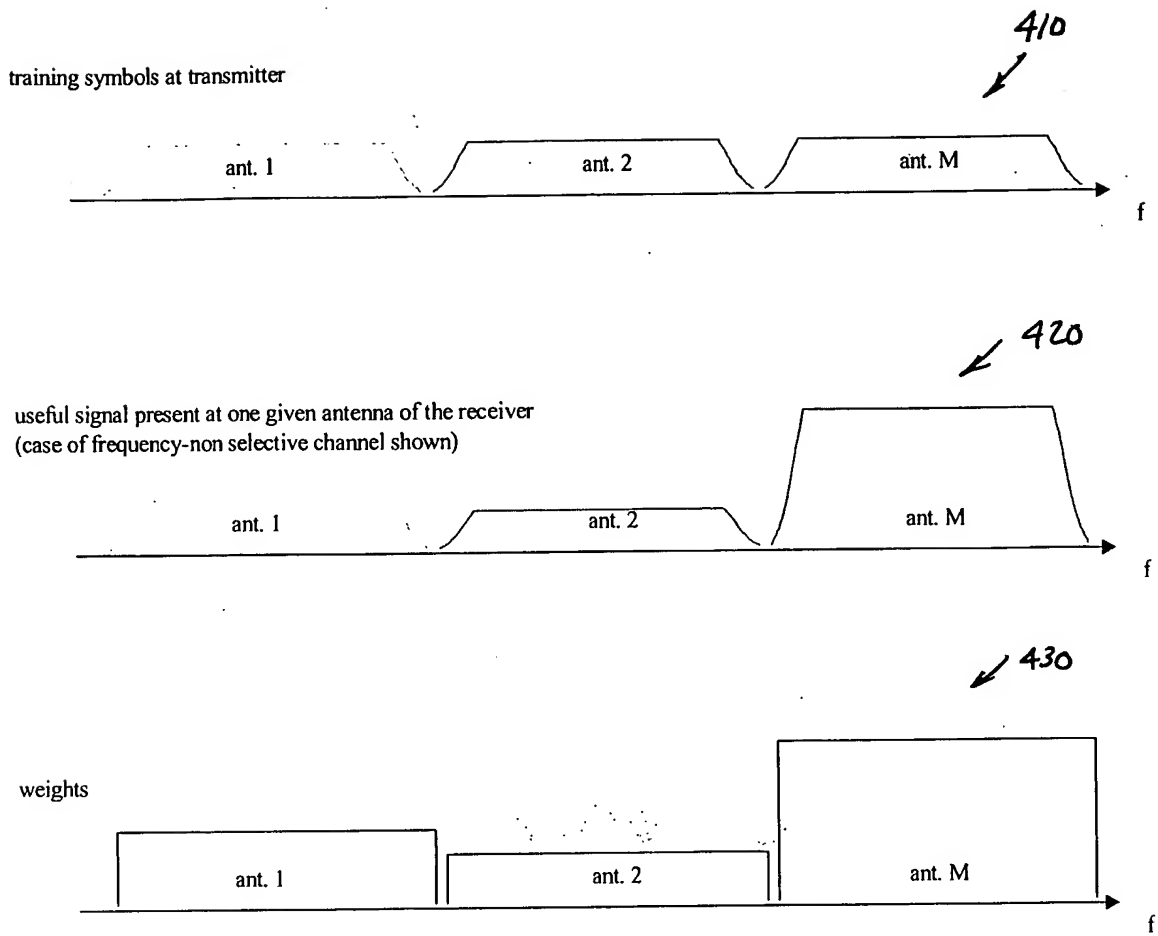 410
training symbols at transmitter
ant. 1
ant. 2
ant. M
f
420
useful signal present at one given antenna of the receiver
(case of frequency-non selective channel shown)
ant. 1
ant. 2
ant. M
f
430
weights
ant. 1
ant. 2
ant. M
f